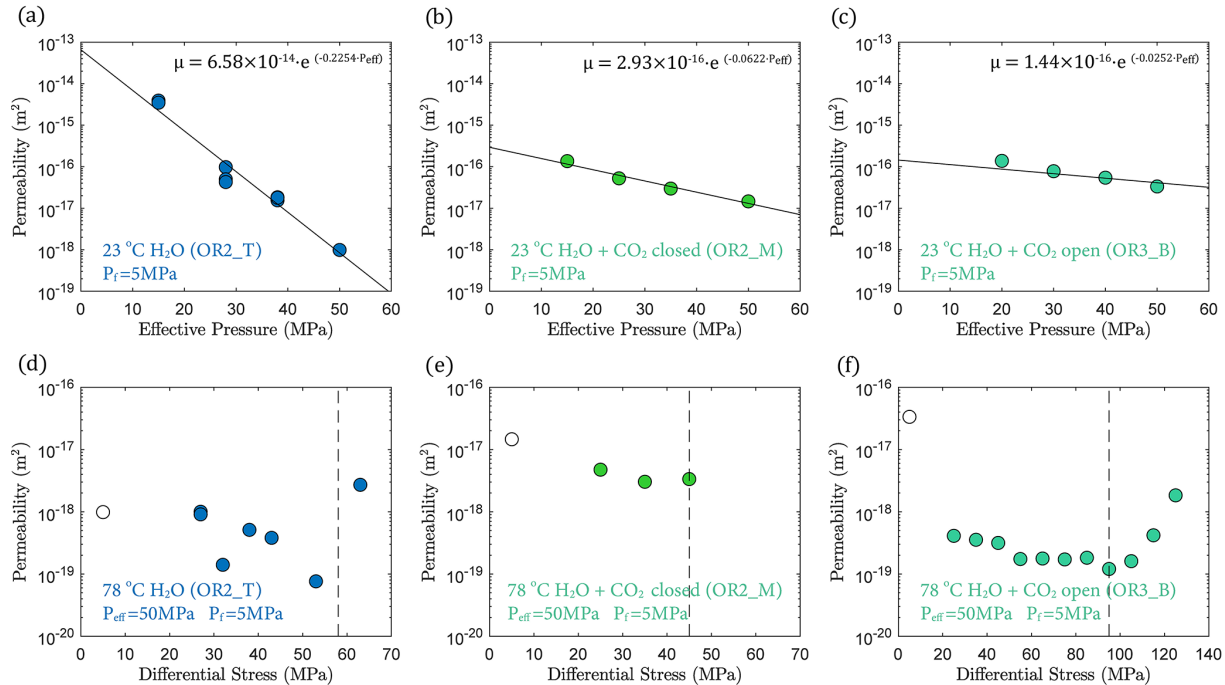 (a)
μ = 6.58×10⁻¹⁴·e ⁽⁻⁰·²²⁵⁴·ᴾeff⁾
10⁻¹³
10⁻¹⁴
10⁻¹⁵
10⁻¹⁶
10⁻¹⁷
10⁻¹⁸
10⁻¹⁹
Permeability (m²)
23 °C H₂O (OR2_T)
P_f=5MPa
0 10 20 30 40 50 60
Effective Pressure (MPa)
(b)
μ = 2.93×10⁻¹⁶·e ⁽⁻⁰·⁰⁶²²·ᴾeff⁾
10⁻¹³
10⁻¹⁴
10⁻¹⁵
10⁻¹⁶
10⁻¹⁷
10⁻¹⁸
10⁻¹⁹
Permeability (m²)
23 °C H₂O + CO₂ closed (OR2_M)
P_f=5MPa
0 10 20 30 40 50 60
Effective Pressure (MPa)
(c)
μ = 1.44×10⁻¹⁶·e ⁽⁻⁰·⁰²⁵²·ᴾeff⁾
10⁻¹³
10⁻¹⁴
10⁻¹⁵
10⁻¹⁶
10⁻¹⁷
10⁻¹⁸
10⁻¹⁹
Permeability (m²)
23 °C H₂O + CO₂ open (OR3_B)
P_f=5MPa
0 10 20 30 40 50 60
Effective Pressure (MPa)
(d)
10⁻¹⁶
10⁻¹⁷
10⁻¹⁸
10⁻¹⁹
10⁻²⁰
Permeability (m²)
78 °C H₂O (OR2_T)
P_eff=50MPa P_f=5MPa
0 10 20 30 40 50 60 70
Differential Stress (MPa)
(e)
10⁻¹⁶
10⁻¹⁷
10⁻¹⁸
10⁻¹⁹
10⁻²⁰
Permeability (m²)
78 °C H₂O + CO₂ closed (OR2_M)
P_eff=50MPa P_f=5MPa
0 10 20 30 40 50 60 70
Differential Stress (MPa)
(f)
10⁻¹⁶
10⁻¹⁷
10⁻¹⁸
10⁻¹⁹
10⁻²⁰
Permeability (m²)
78 °C H₂O + CO₂ open (OR3_B)
P_eff=50MPa P_f=5MPa
0 20 40 60 80 100 120 140
Differential Stress (MPa)